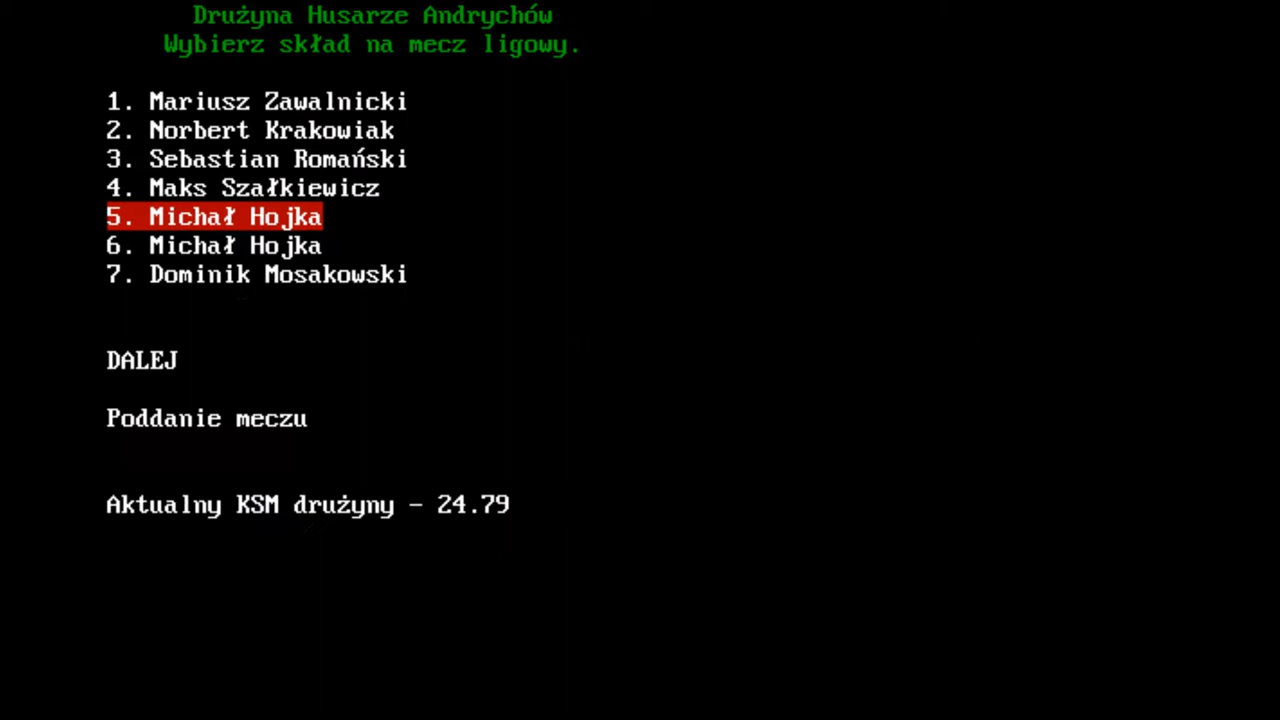 Drużyna Husarze Andrychów
Wybierz skład na mecz ligowy.
1. Mariusz Zawalnicki
2. Norbert Krakowiak
3. Sebastian Romański
4. Maks Szałkiewicz
5. Michał Hojka
6. Michał Hojka
7. Dominik Mosakowski
DALEJ
Poddanie meczu
Aktualny KSM drużyny - 24.79